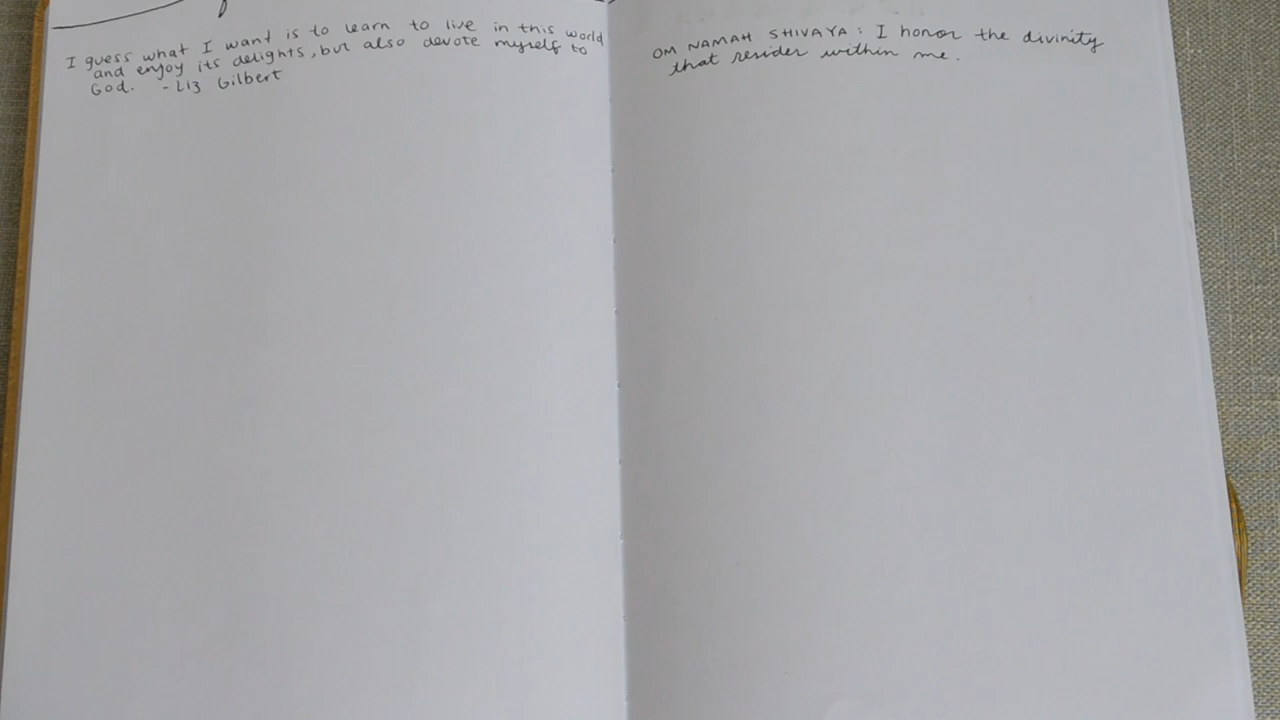 I guess what I want is to learn to live in this world
and enjoy its delights, but also devote myself to
God. - Liz Gilbert
OM NAMAH SHIVAYA : I honor the divinity
that resides within me.